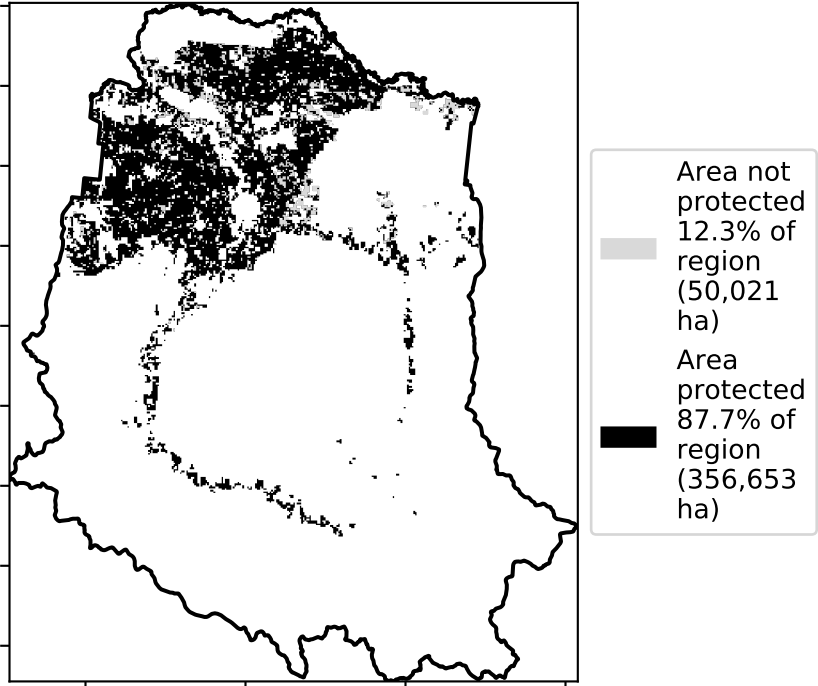 Area not
protected
12.3% of
region
(50,021
ha)
Area
protected
87.7% of
region
(356,653
ha)